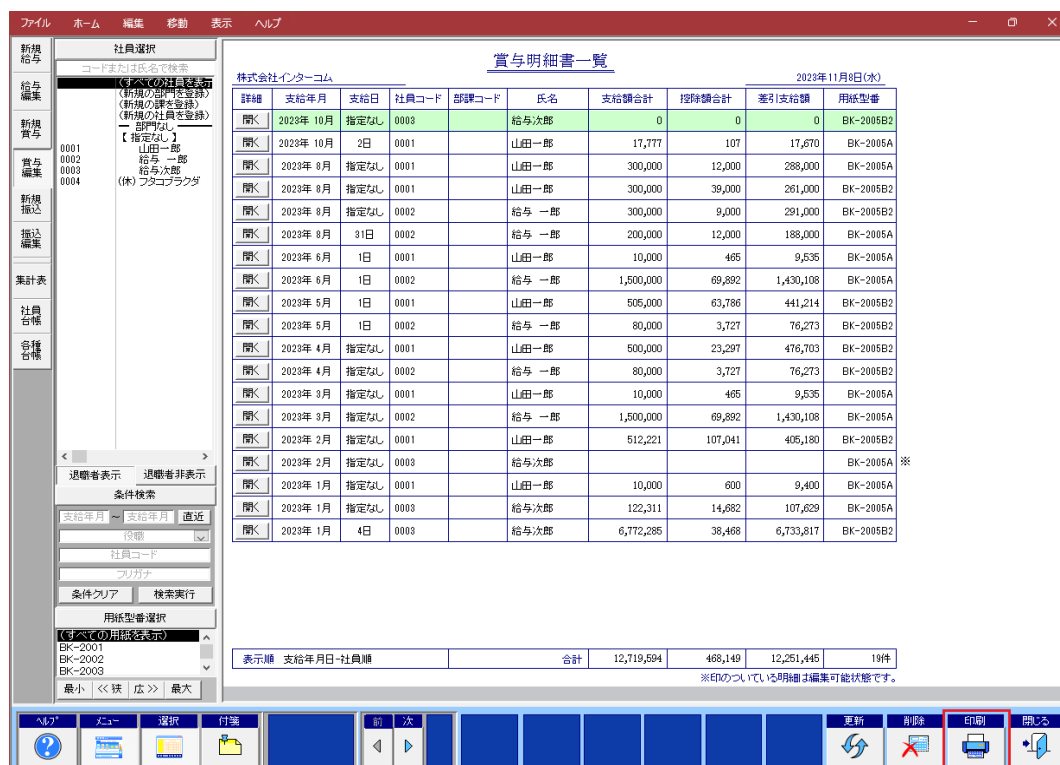 ファイル ホーム 編集 移動 表示 ヘルプ
新規
給与
給与
編集
新規
賞与
賞与
編集
新規
振込
振込
編集
集計表
社員
台帳
各種
台帳
社員選択
コードまたは氏名で検索
(すべての社員を表示
(新規の部門を登録)
(新規の課を登録)
(新規の社員を登録)
ー 部門なし
【 指定なし 】
0001 山田一郎
0002 給与 一郎
0003 給与次郎
0004 (休) フタコブラクダ
退職者表示 退職者非表示
条件検索
支給年月 ~ 支給年月 直近
役職
社員コード
フリガナ
条件クリア 検索実行
用紙型番選択
(すべての用紙を表示)
BK-2001
BK-2002
BK-2003
最小 <<狭 広>> 最大
賞与明細書一覧
株式会社インターコム 2023年11月8日(水)
詳細 支給年月 支給日 社員コード 部課コード 氏名 支給額合計 控除額合計 差引支給額 用紙型番
開く 2023年 10月 指定なし 0003 給与次郎 0 0 0 BK-2005B2
開く 2023年 10月 2日 0001 山田一郎 17,777 107 17,670 BK-2005A
開く 2023年 8月 指定なし 0001 山田一郎 300,000 12,000 288,000 BK-2005A
開く 2023年 8月 指定なし 0001 山田一郎 300,000 39,000 261,000 BK-2005B2
開く 2023年 8月 指定なし 0002 給与 一郎 300,000 9,000 291,000 BK-2005B2
開く 2023年 8月 31日 0002 給与 一郎 200,000 12,000 188,000 BK-2005A
開く 2023年 6月 1日 0001 山田一郎 10,000 465 9,535 BK-2005A
開く 2023年 6月 1日 0002 給与 一郎 1,500,000 69,892 1,430,108 BK-2005A
開く 2023年 5月 1日 0001 山田一郎 505,000 63,786 441,214 BK-2005B2
開く 2023年 5月 1日 0002 給与 一郎 80,000 3,727 76,273 BK-2005B2
開く 2023年 4月 指定なし 0001 山田一郎 500,000 23,297 476,703 BK-2005B2
開く 2023年 4月 指定なし 0002 給与 一郎 80,000 3,727 76,273 BK-2005B2
開く 2023年 3月 指定なし 0001 山田一郎 10,000 465 9,535 BK-2005A
開く 2023年 3月 指定なし 0002 給与 一郎 1,500,000 69,892 1,430,108 BK-2005A
開く 2023年 2月 指定なし 0001 山田一郎 512,221 107,041 405,180 BK-2005B2
開く 2023年 2月 指定なし 0003 給与次郎 BK-2005A ※
開く 2023年 1月 指定なし 0001 山田一郎 10,000 600 9,400 BK-2005A
開く 2023年 1月 指定なし 0003 給与次郎 122,311 14,682 107,629 BK-2005A
開く 2023年 1月 4日 0003 給与次郎 6,772,285 38,468 6,733,817 BK-2005B2
表示順 支給年月日-社員順 合計 12,719,594 468,149 12,251,445 19件
※印のついている明細は編集可能状態です。
ヘルプ メニュー 選択 付箋 前 次 更新 削除 印刷 閉じる